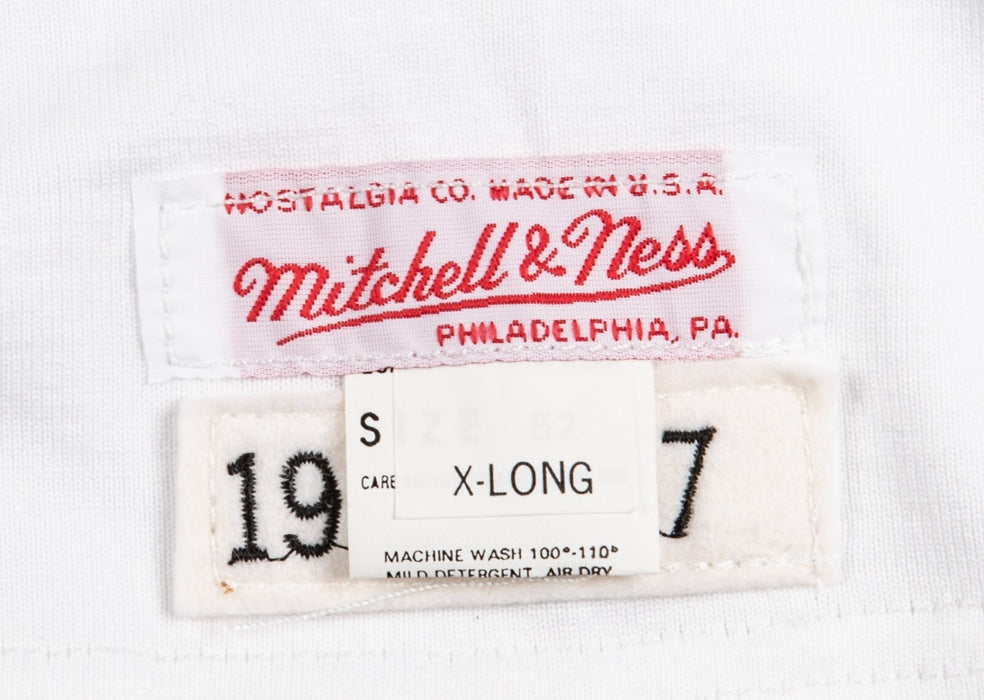 NOSTALGIA CO. MADE IN U.S.A.
Mitchell & Ness
PHILADELPHIA, PA.
SIZE 52
19 7
CARE
X-LONG
MACHINE WASH 100°-110°
MILD DETERGENT, AIR DRY